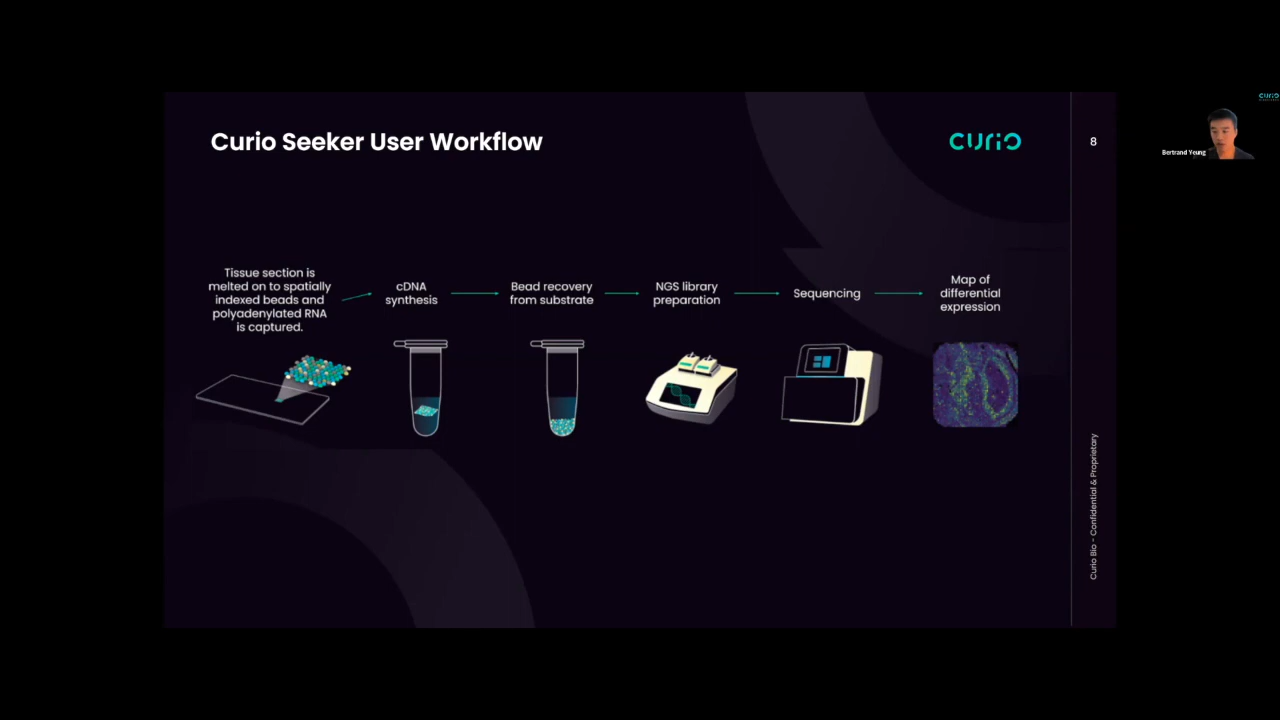 Curio Seeker User Workflow
CURIO
8
CURIO
Bertrand Yeung
Tissue section is
melted on to spatially
indexed beads and
polyadenylated RNA
is captured.
cDNA
synthesis
Bead recovery
from substrate
NGS library
preparation
Sequencing
Map of
differential
expression
Curio Bio - Confidential & Proprietary